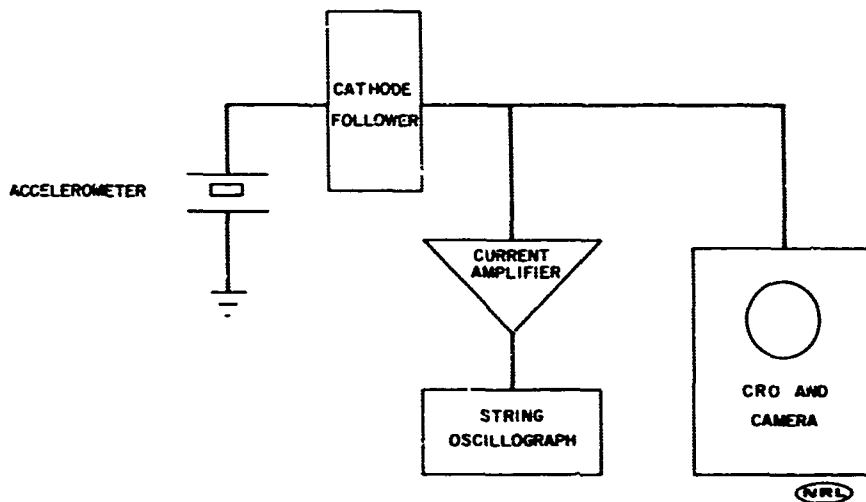 CATHODE
FOLLOWER
ACCELEROMETER
CURRENT
AMPLIFIER
STRING
OSCILLOGRAPH
CRO AND
CAMERA
NRL